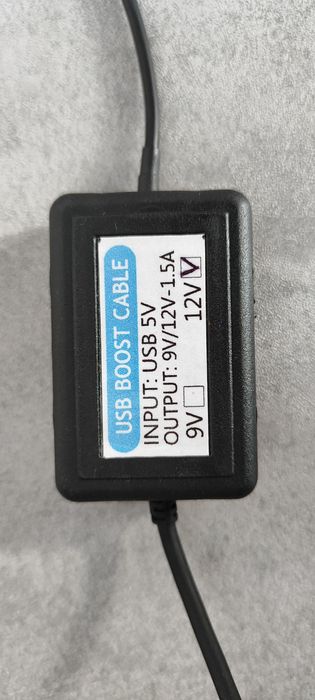 USB BOOST CABLE
INPUT: USB 5V
OUTPUT: 9V/12V-1.5A
9V☐ 12V☑